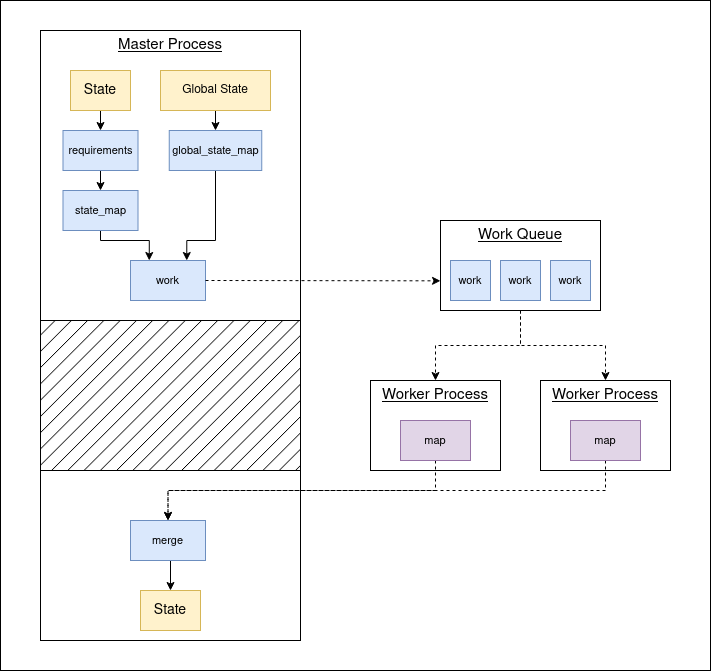 Master Process
State
Global State
requirements
global_state_map
state_map
work
Work Queue
work work work
Worker Process
Worker Process
map
map
merge
State